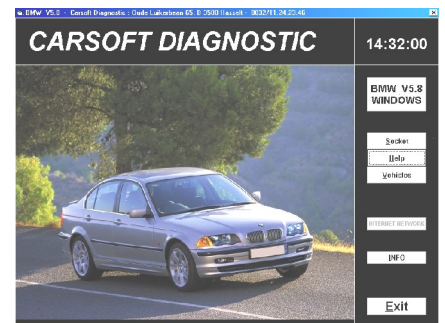 BMW V5.8 - Carsoft Diagnostic : Oude Luikerbaan 65, B 3500 Hasselt - 0032/11.24.23.46
CARSOFT DIAGNOSTIC
14:32:00
BMW V5.8
WINDOWS
Socket
Help
Vehicles
INTERNET NETWORK
INFO
Exit